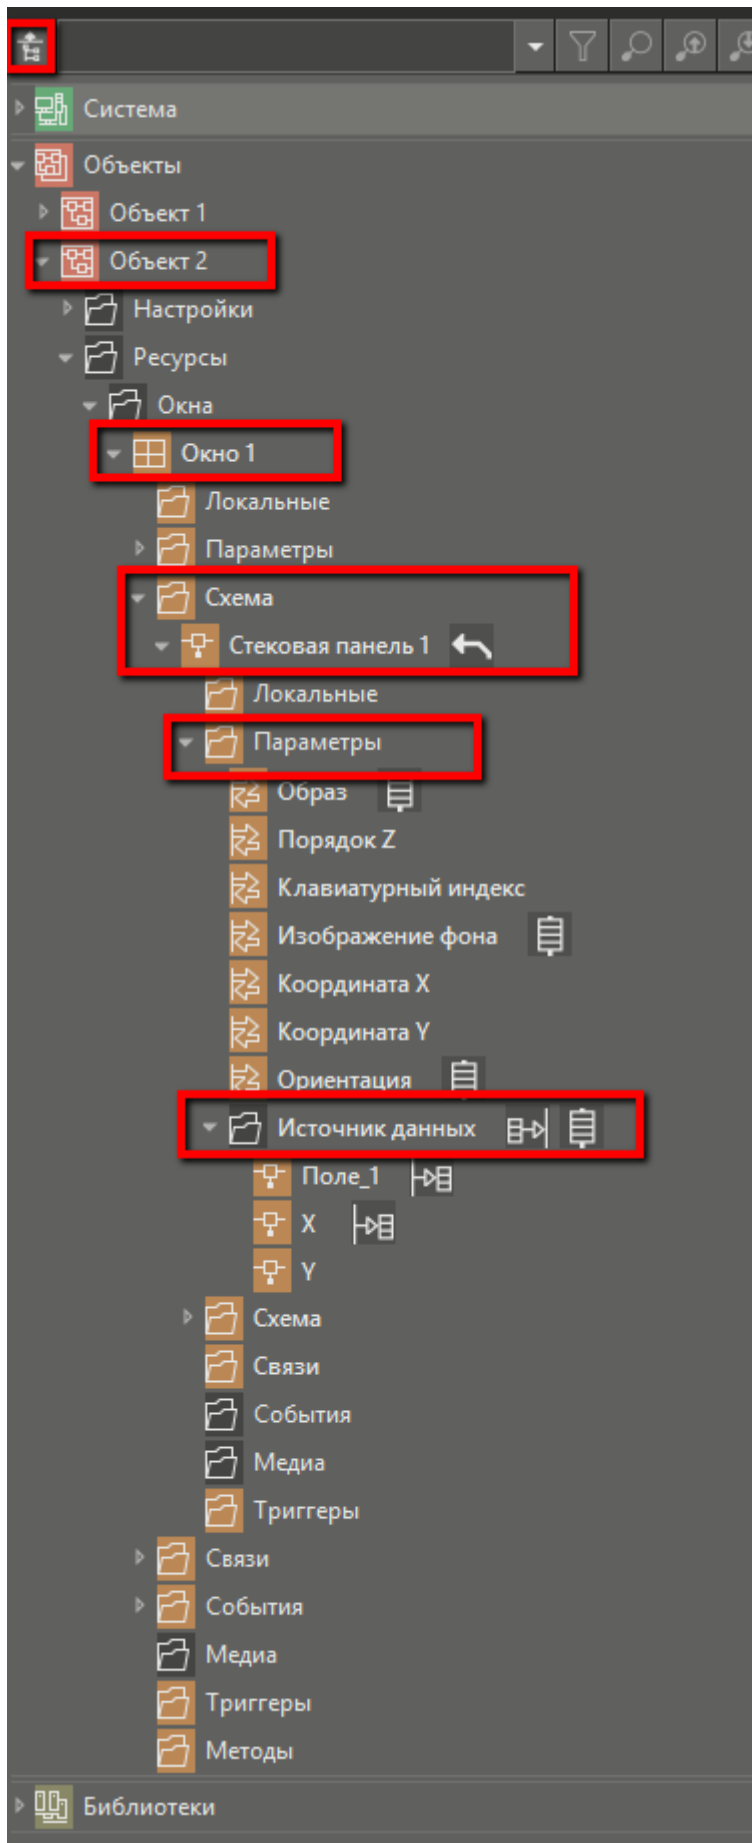 Система
Объекты
Объект 1
Объект 2
Настройки
Ресурсы
Окна
Окно 1
Локальные
Параметры
Схема
Стековая панель 1
Локальные
Параметры
Образ
Порядок Z
Клавиатурный индекс
Изображение фона
Координата X
Координата Y
Ориентация
Источник данных
Поле_1
X
Y
Схема
Связи
События
Медиа
Триггеры
Связи
События
Медиа
Триггеры
Методы
Библиотеки